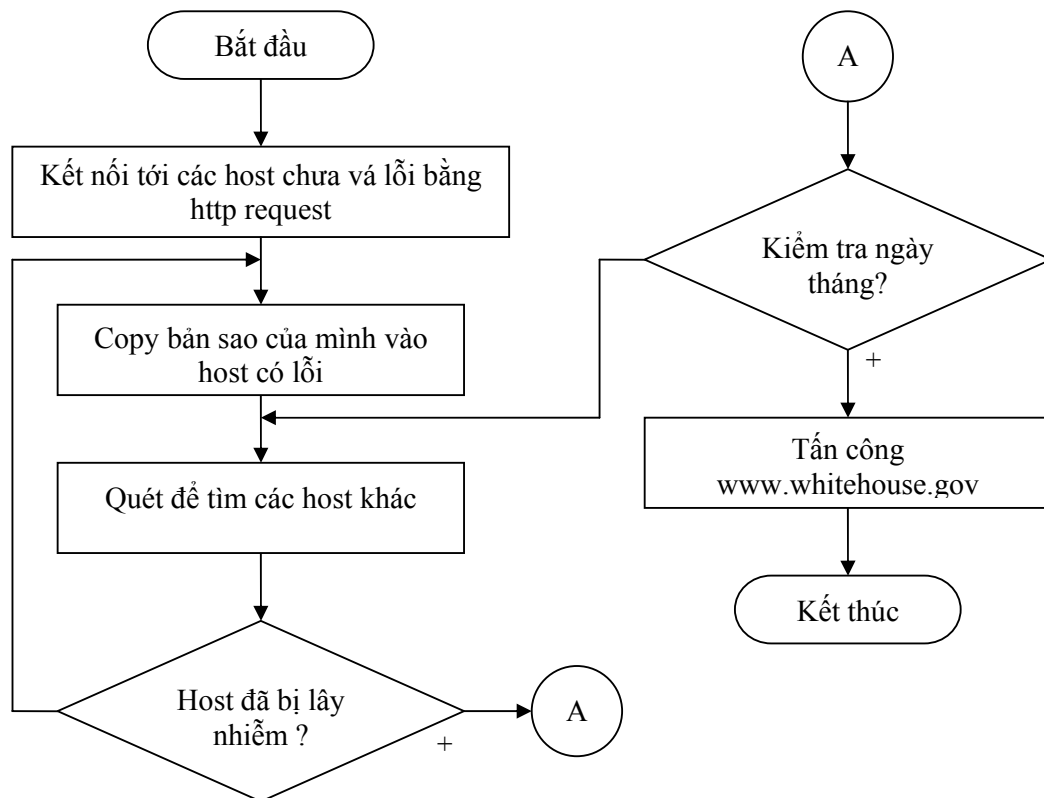 Bắt đầu
Kết nối tới các host chưa vá lỗi bằng
http request
Copy bản sao của mình vào
host có lỗi
Quét để tìm các host khác
Host đã bị lây
nhiễm ?
+
A
A
Kiểm tra ngày
tháng?
+
Tấn công
www.whitehouse.gov
Kết thúc